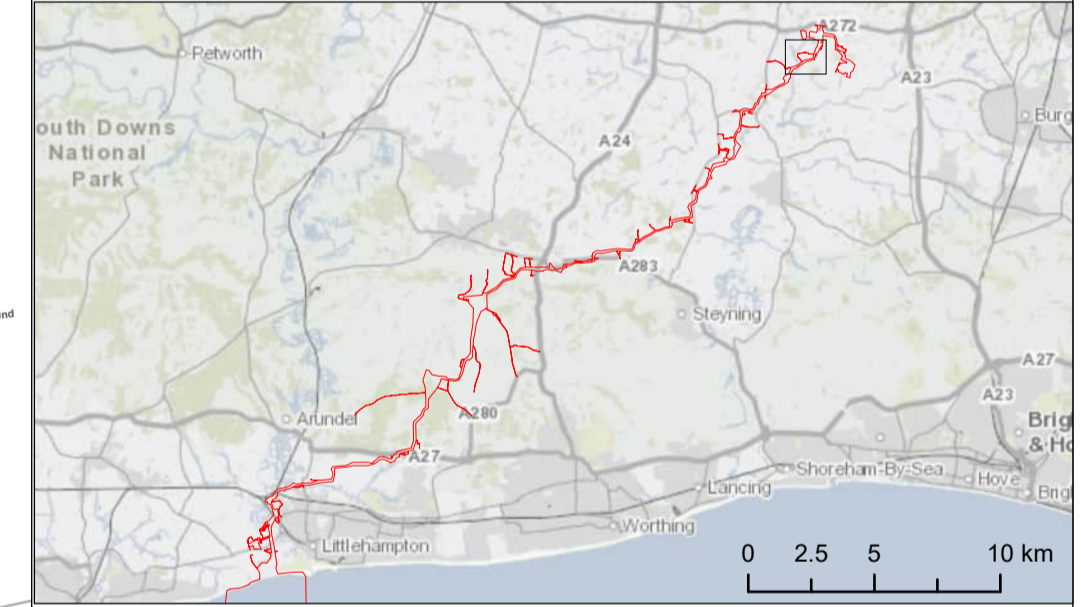 A272
Petworth
A23
Burg
outh Downs
National
Park
A24
A283
ind
Steyning
A27
A23
Arundel
A280
Brig
& Ho
A27
Shoreham-By-Sea
Hove
Lancing
Brig
Worthing
Littlehampton
0 2.5 5 10 km